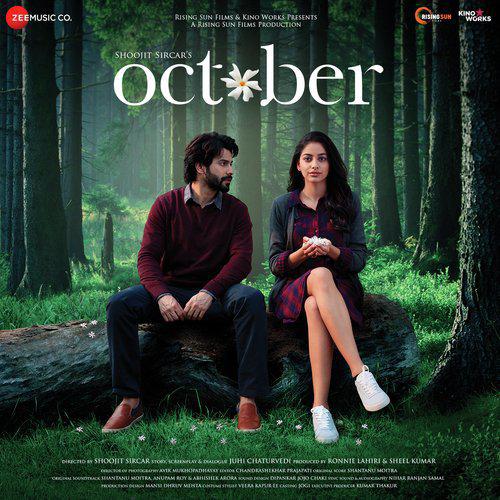 ZEE MUSIC CO.
RISING SUN FILMS & KINO WORKS PRESENTS
A RISING SUN FILMS PRODUCTION
RISING SUN
FILMS
KINO
WORKS
SHOOJIT SIRCAR'S
october
DIRECTED BY SHOOJIT SIRCAR STORY, SCREENPLAY & DIALOGUE JUHI CHATURVEDI PRODUCED BY RONNIE LAHIRI & SHEEL KUMAR
DIRECTOR OF PHOTOGRAPHY AVIK MUKHOPADHAYAY EDITOR CHANDRASHEKHAR PRAJAPATI ORIGINAL SCORE SHANTANU MOITRA
ORIGINAL SOUNDTRACK SHANTANU MOITRA, ANUPAM ROY & ABHISHEK ARORA SOUND DESIGN DIPANKAR JOJO CHAKI SYNC SOUND & AUDIOGRAPHY NIHAR RANJAN SAMAL
PRODUCTION DESIGN MANSI DHRUV MEHTA COSTUME STYLIST VEERA KAPUR EE CASTING JOGI EXECUTIVE PRODUCER KUMAR THAKUR